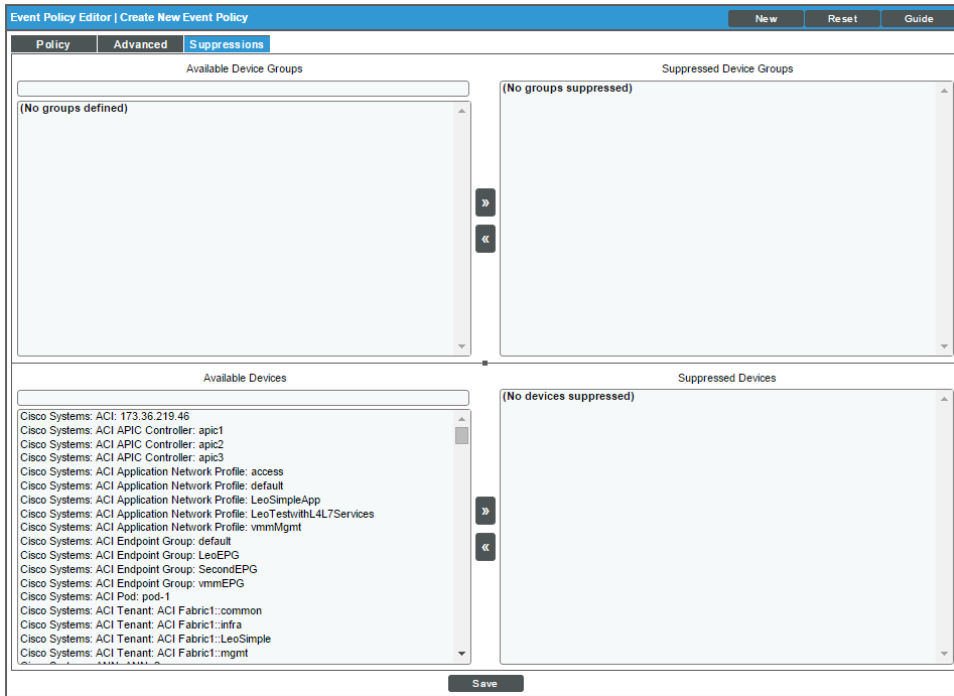 Event Policy Editor | Create New Event Policy
New
Reset
Guide
Policy
Advanced
Suppressions
Available Device Groups
Suppressed Device Groups
(No groups defined)
(No groups suppressed)
»
«
Available Devices
Suppressed Devices
(No devices suppressed)
Cisco Systems: ACI: 173.36.219.46
Cisco Systems: ACI APIC Controller: apic1
Cisco Systems: ACI APIC Controller: apic2
Cisco Systems: ACI APIC Controller: apic3
Cisco Systems: ACI Application Network Profile: access
Cisco Systems: ACI Application Network Profile: default
Cisco Systems: ACI Application Network Profile: LeoSimpleApp
Cisco Systems: ACI Application Network Profile: LeoTestwithL4L7Services
Cisco Systems: ACI Application Network Profile: vmmMgmt
Cisco Systems: ACI Endpoint Group: default
Cisco Systems: ACI Endpoint Group: LeoEPG
Cisco Systems: ACI Endpoint Group: SecondEPG
Cisco Systems: ACI Endpoint Group: vmmEPG
Cisco Systems: ACI Pod: pod-1
Cisco Systems: ACI Tenant: ACI Fabric1::common
Cisco Systems: ACI Tenant: ACI Fabric1::infra
Cisco Systems: ACI Tenant: ACI Fabric1::LeoSimple
Cisco Systems: ACI Tenant: ACI Fabric1::mgmt
»
«
Save